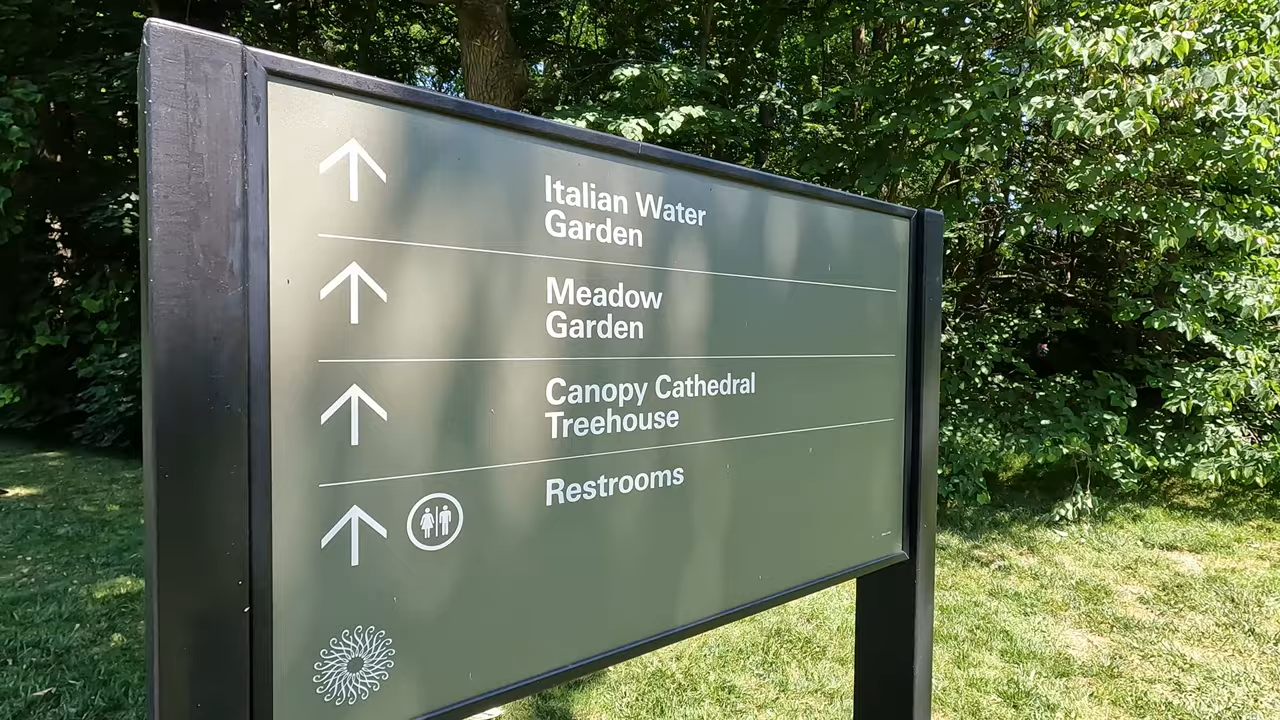 Italian Water
Garden
Meadow
Garden
Canopy Cathedral
Treehouse
Restrooms